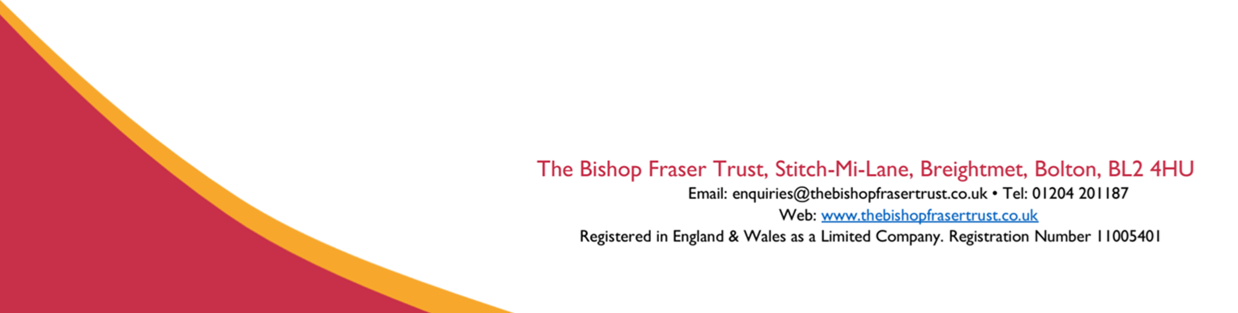 The Bishop Fraser Trust, Stitch-Mi-Lane, Breightmet, Bolton, BL2 4HU
Email: enquiries@thebishopfrasertrust.co.uk • Tel: 01204 201187
Web: www.thebishopfrasertrust.co.uk
Registered in England & Wales as a Limited Company. Registration Number 11005401